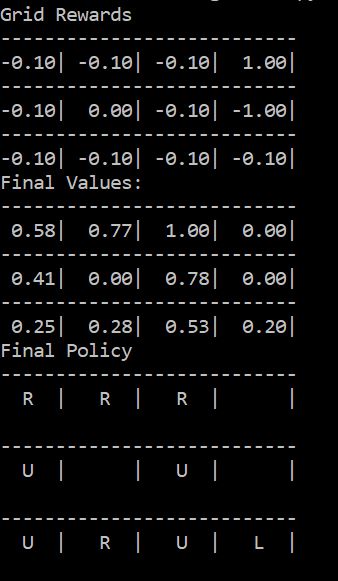 Grid Rewards
---------------------------
-0.10| -0.10| -0.10|  1.00|
---------------------------
-0.10|  0.00| -0.10| -1.00|
---------------------------
-0.10| -0.10| -0.10| -0.10|
Final Values:
---------------------------
 0.58|  0.77|  1.00|  0.00|
---------------------------
 0.41|  0.00|  0.78|  0.00|
---------------------------
 0.25|  0.28|  0.53|  0.20|
Final Policy
---------------------------
  R  |   R  |   R  |      |
---------------------------
  U  |      |   U  |      |
---------------------------
  U  |   R  |   U  |   L  |